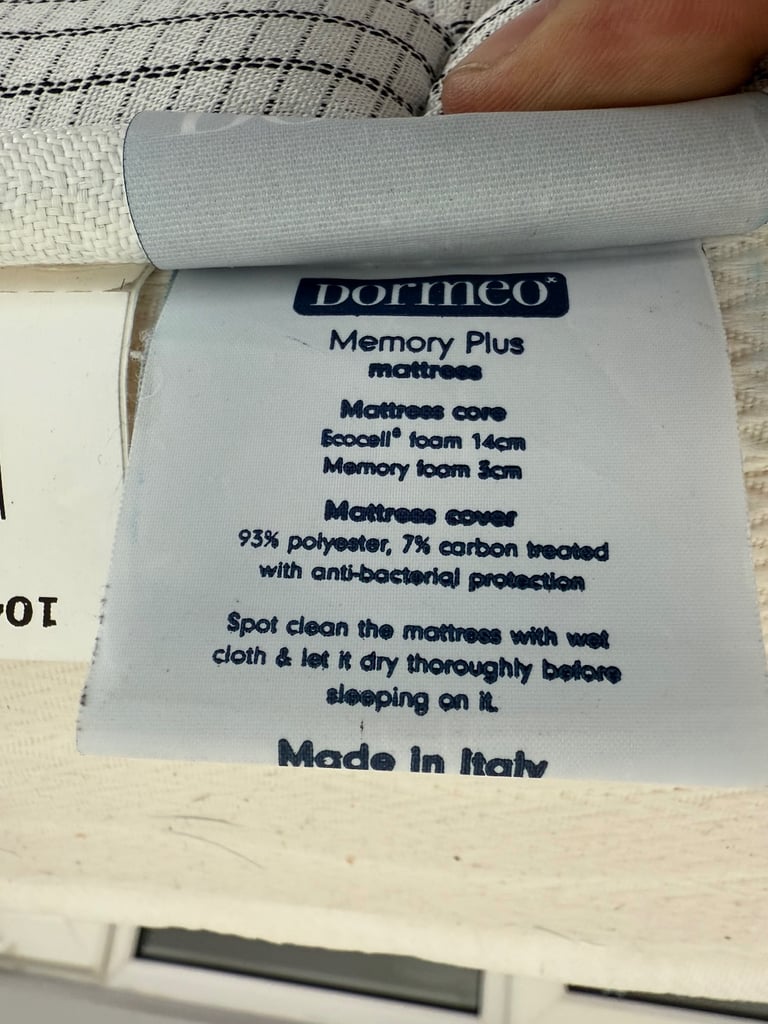 Dormeo
Memory Plus
mattress
Mattress core
Ecocell® foam 14cm
Memory foam 3cm
Mattress cover
93% polyester, 7% carbon treated
with anti-bacterial protection
Spot clean the mattress with wet
cloth & let it dry thoroughly before
sleeping on it.
Made in Italy